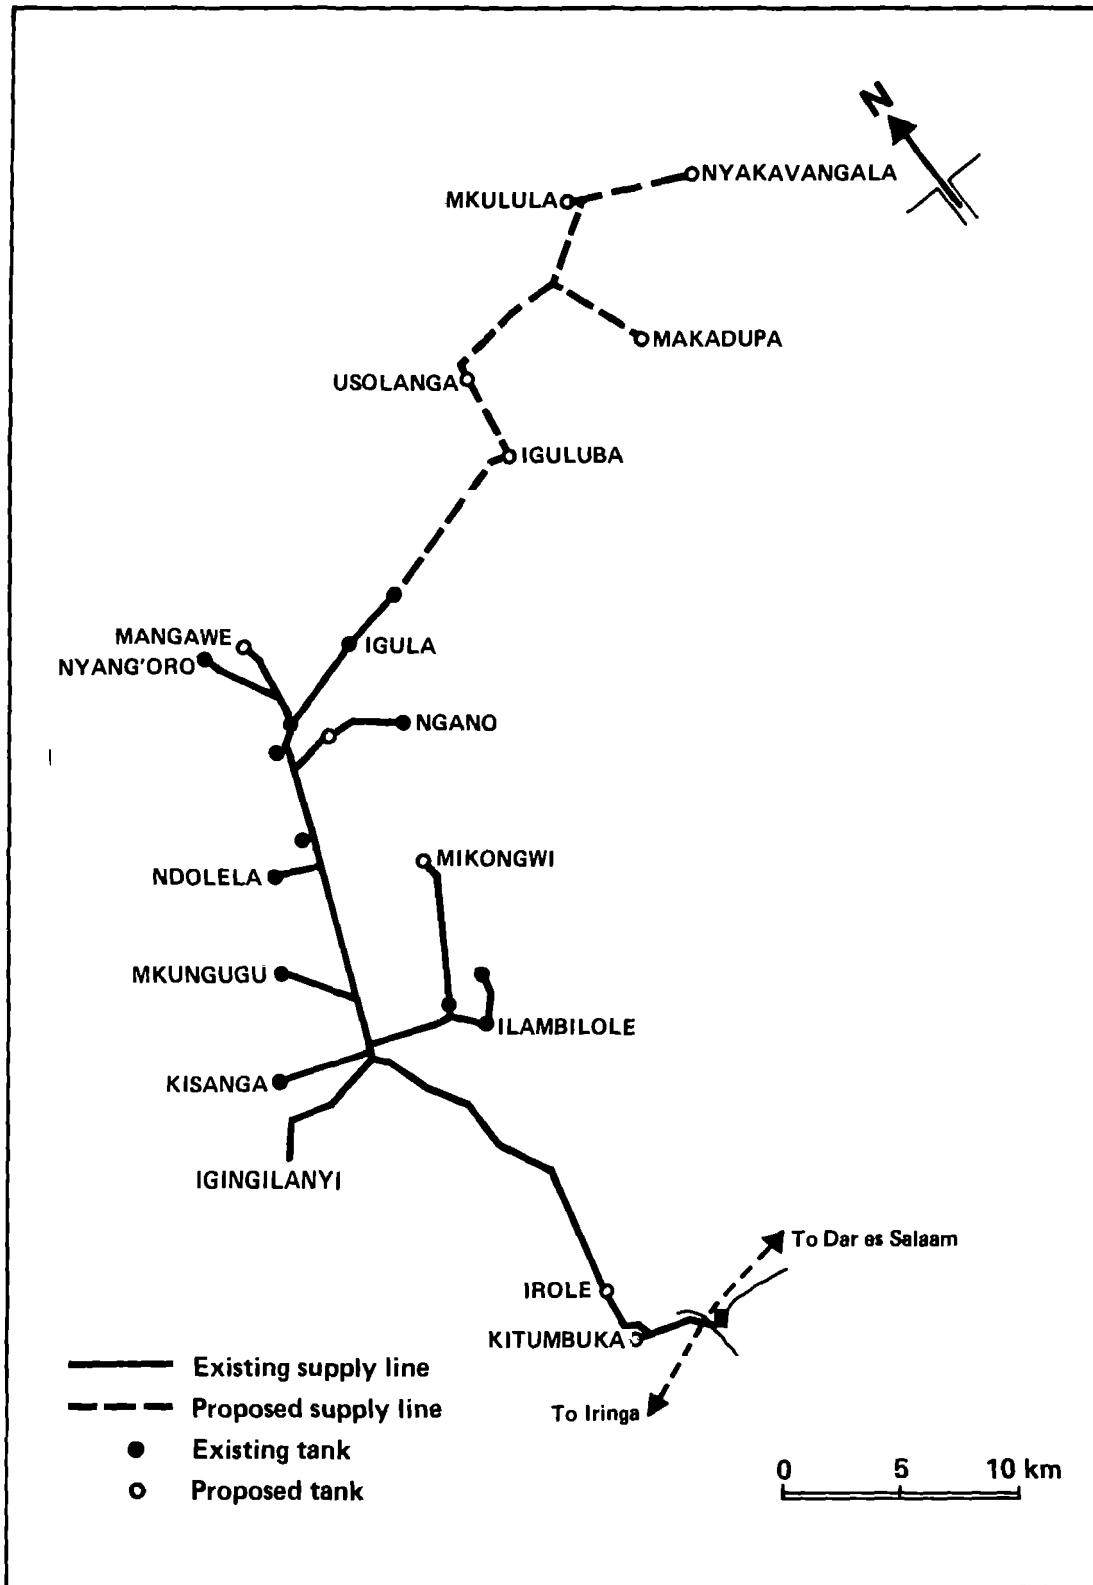 N
NYAKAVANGALA
MKULULA
MAKADUPA
USOLANGA
IGULUBA
MANGAWE
IGULA
NYANG'ORO
NGANO
MIKONGWI
NDOLELA
MKUNGUGU
ILAMBILOLE
KISANGA
IGINGILANYI
To Dar es Salaam
IROLE
KITUMBUKA
To Iringa
Existing supply line
Proposed supply line
Existing tank
Proposed tank
0 5 10 km